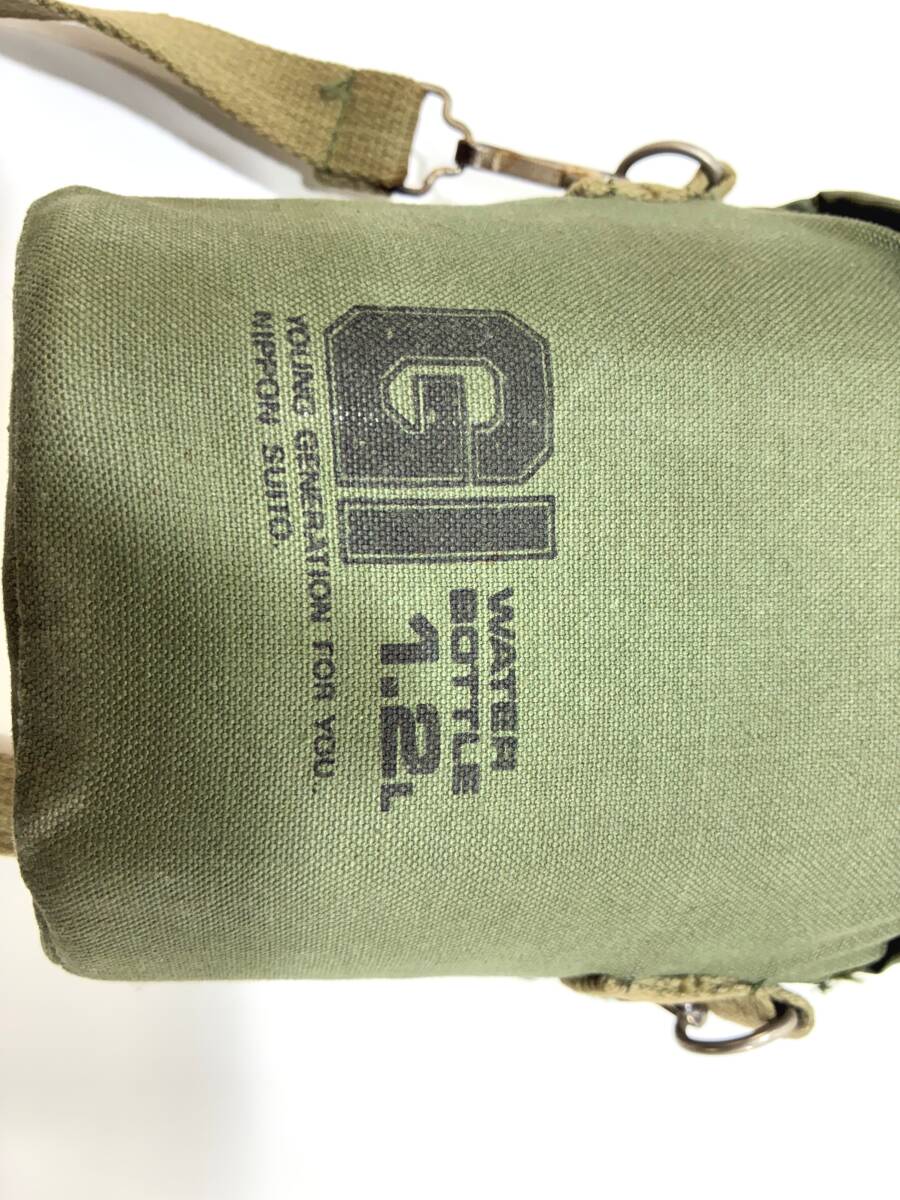 GI
WATER
BOTTLE
1.2L
YOUNG GENERATION FOR YOU.
NIPPON SUITO.